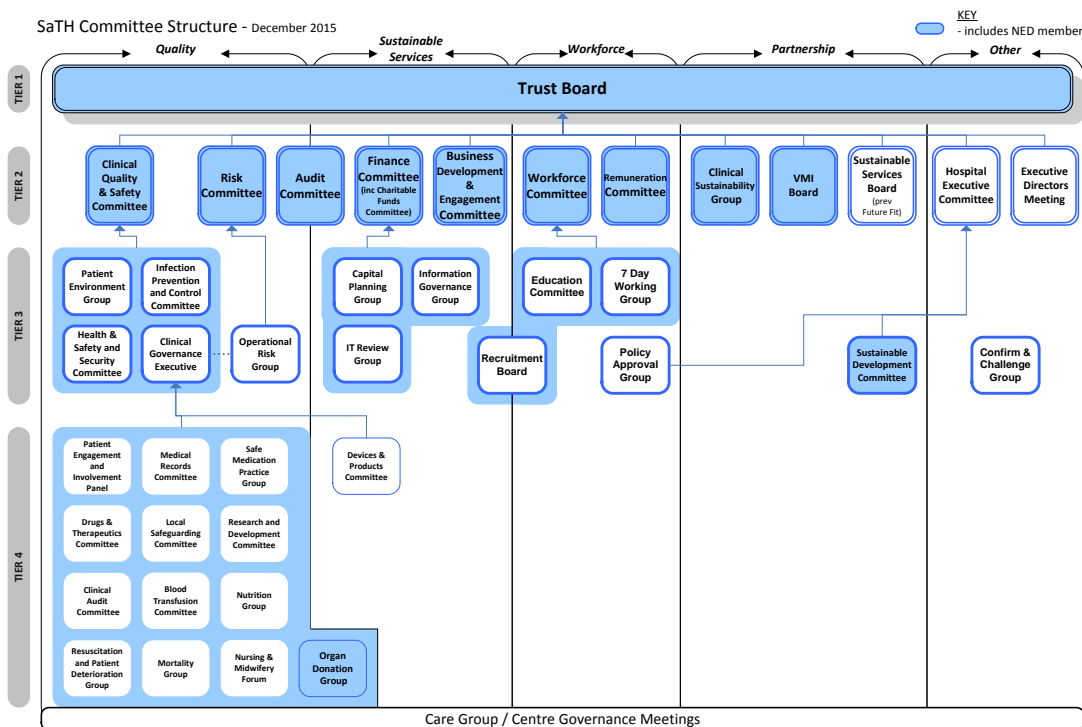 SaTH Committee Structure - December 2015
KEY
- includes NED member
Quality
Sustainable
Services
Workforce
Partnership
Other
TIER 1
Trust Board
TIER 2
Clinical
Quality
& Safety
Committee
Risk
Committee
Audit
Committee
Finance
Committee
(inc Charitable
Funds
Committee)
Business
Development
&
Engagement
Committee
Workforce
Committee
Remuneration
Committee
Clinical
Sustainability
Group
VMI
Board
Sustainable
Services
Board
(prev
Future Fit)
Hospital
Executive
Committee
Executive
Directors
Meeting
TIER 3
Patient
Environment
Group
Infection
Prevention
and Control
Committee
Capital
Planning
Group
Information
Governance
Group
Education
Committee
7 Day
Working
Group
Health &
Safety and
Security
Committee
Clinical
Governance
Executive
Operational
Risk
Group
IT Review
Group
Recruitment
Board
Policy
Approval
Group
Sustainable
Development
Committee
Confirm &
Challenge
Group
TIER 4
Patient
Engagement
and
Involvement
Panel
Medical
Records
Committee
Safe
Medication
Practice
Group
Devices &
Products
Committee
Drugs &
Therapeutics
Committee
Local
Safeguarding
Committee
Research and
Development
Committee
Clinical
Audit
Committee
Blood
Transfusion
Committee
Nutrition
Group
Resuscitation
and Patient
Deterioration
Group
Mortality
Group
Nursing &
Midwifery
Forum
Organ
Donation
Group
Care Group / Centre Governance Meetings